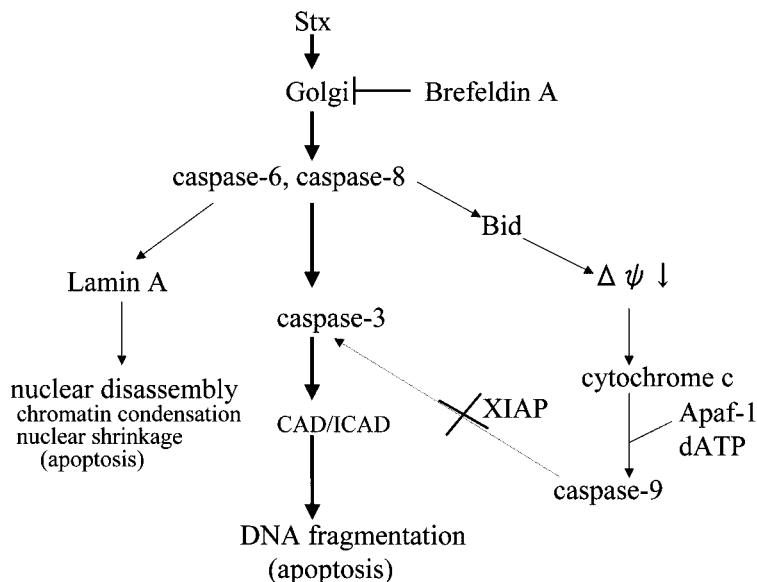 Stx
Golgi
Brefeldin A
caspase-6, caspase-8
Bid
Lamin A
Δ ψ ↓
caspase-3
nuclear disassembly
chromatin condensation
nuclear shrinkage
(apoptosis)
cytochrome c
XIAP
Apaf-1
CAD/ICAD
dATP
caspase-9
DNA fragmentation
(apoptosis)